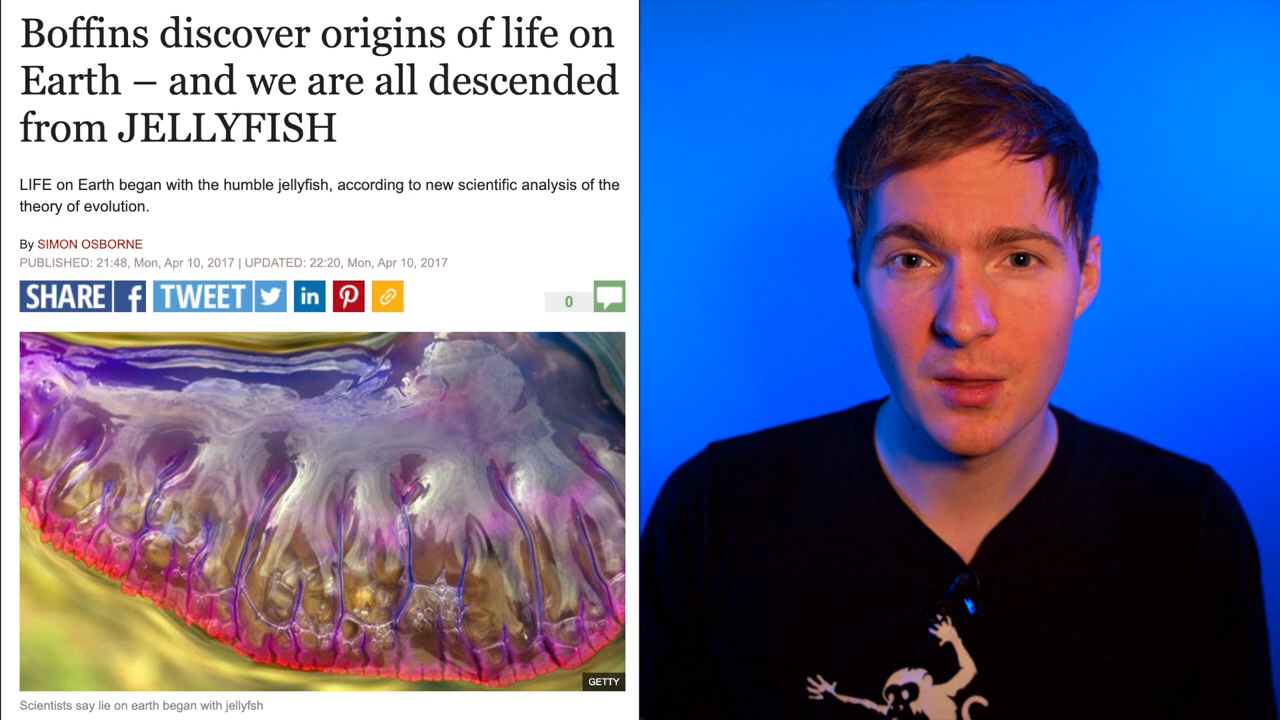 Boffins discover origins of life on
Earth – and we are all descended
from JELLYFISH
LIFE on Earth began with the humble jellyfish, according to new scientific analysis of the
theory of evolution.
By SIMON OSBORNE
PUBLISHED: 21:48, Mon, Apr 10, 2017 | UPDATED: 22:20, Mon, Apr 10, 2017
SHARE f TWEET in 0
GETTY
Scientists say lie on earth began with jellyfsh